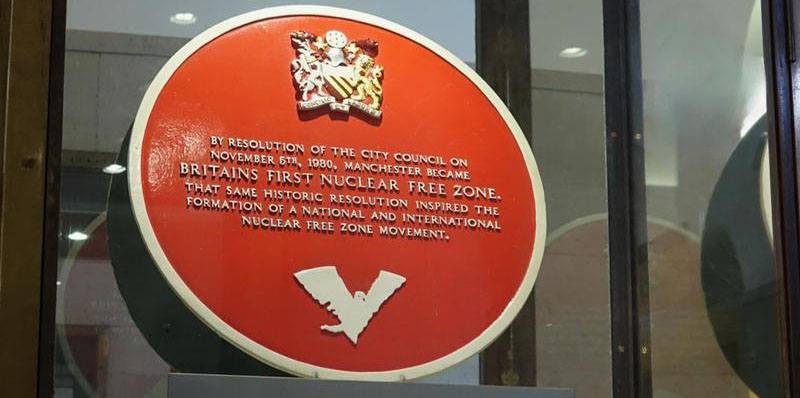 BY RESOLUTION OF THE CITY COUNCIL ON
NOVEMBER 5TH, 1980, MANCHESTER BECAME
BRITAINS FIRST NUCLEAR FREE ZONE.
THAT SAME HISTORIC RESOLUTION INSPIRED THE
FORMATION OF A NATIONAL AND INTERNATIONAL
NUCLEAR FREE ZONE MOVEMENT.